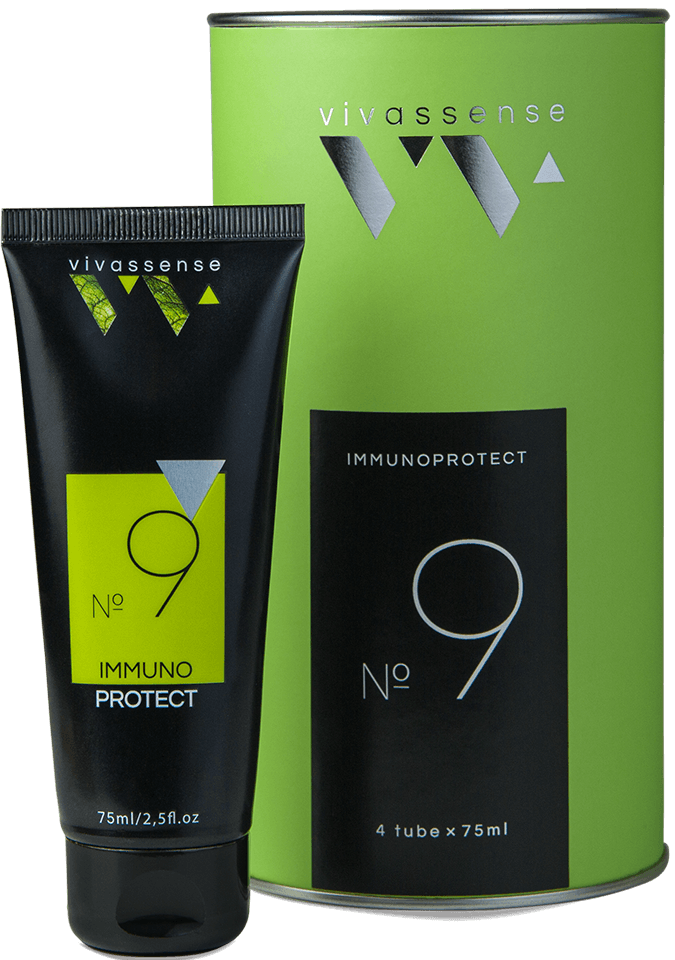 vivassense
IMMUNOPROTECT
№ 9
4 tube × 75ml
vivassense
№ 9
IMMUNO
PROTECT
75ml/2,5fl.oz